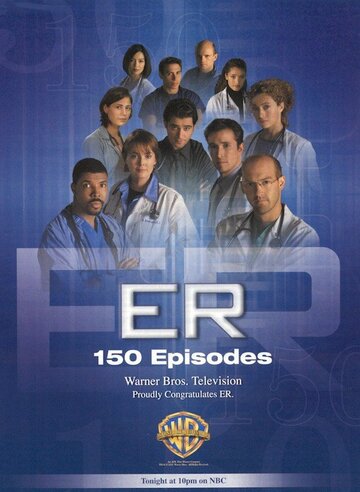 ER
150 Episodes
Warner Bros. Television
Proudly Congratulates ER.
WB
Tonight at 10pm on NBC